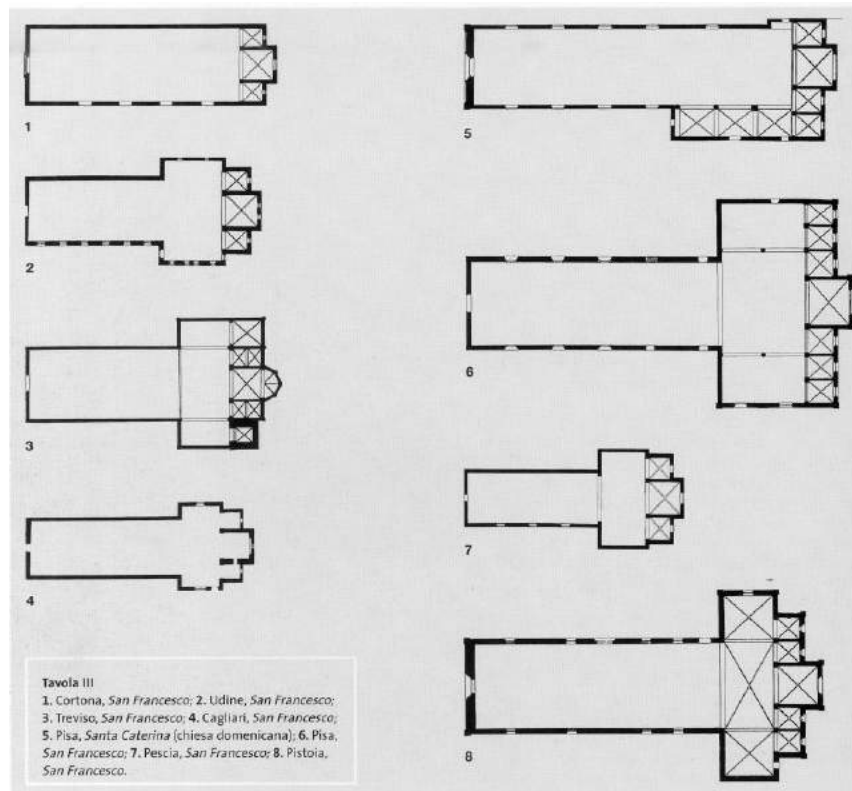 1
2
3
4
5
6
7
8
Tavola III
1. Cortona, San Francesco; 2. Udine, San Francesco;
3. Treviso, San Francesco; 4. Cagliari, San Francesco;
5. Pisa, Santa Caterina (chiesa domenicana); 6. Pisa,
San Francesco; 7. Pescia, San Francesco; 8. Pistoia,
San Francesco.